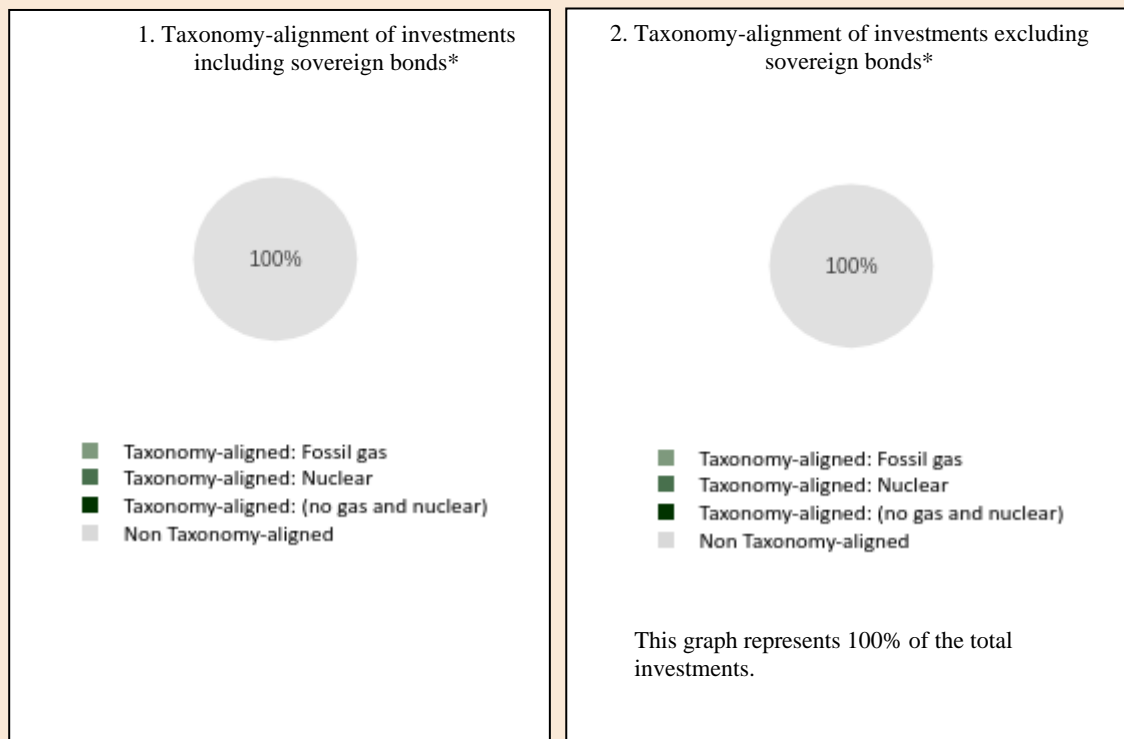 1. Taxonomy-alignment of investments
including sovereign bonds*
100%
Taxonomy-aligned: Fossil gas
Taxonomy-aligned: Nuclear
Taxonomy-aligned: (no gas and nuclear)
Non Taxonomy-aligned
2. Taxonomy-alignment of investments excluding
sovereign bonds*
100%
Taxonomy-aligned: Fossil gas
Taxonomy-aligned: Nuclear
Taxonomy-aligned: (no gas and nuclear)
Non Taxonomy-aligned
This graph represents 100% of the total
investments.